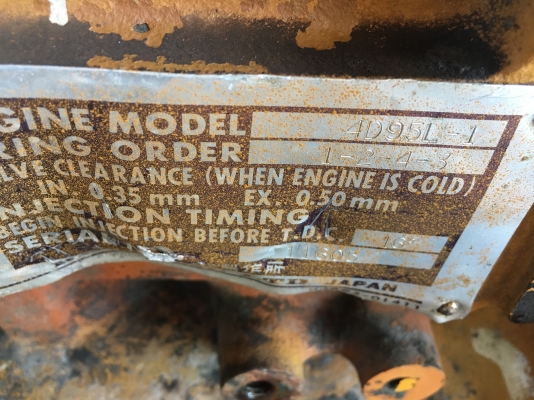 GINE MODEL 4D95L-1
RING ORDER 1-2-4-3
LVE CLEARANCE (WHEN ENGINE IS COLD)
IN. 0.35 mm EX. 0.50 mm
INJECTION TIMING
BEGIN INJECTION BEFORE T.D.C
SERIAL
JAPAN